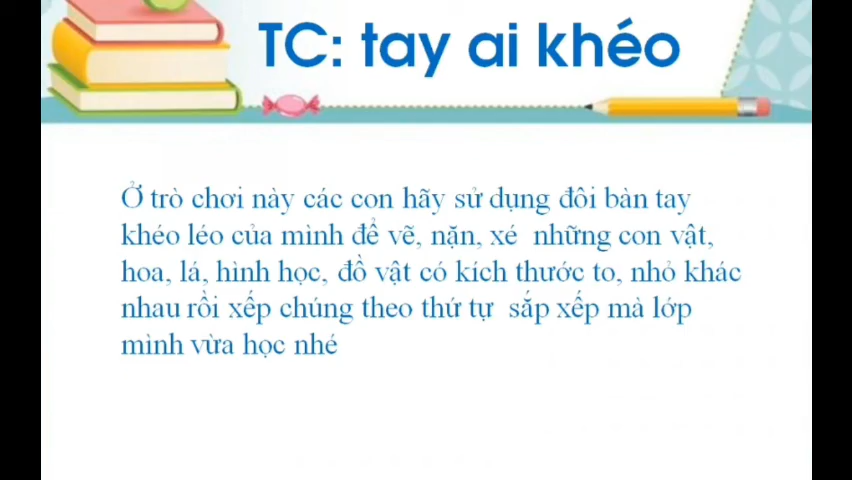 TC: tay ai khéo
Ở trò chơi này các con hãy sử dụng đôi bàn tay
khéo léo của mình để vẽ, nặn, xé những con vật,
hoa, lá, hình học, đồ vật có kích thước to, nhỏ khác
nhau rồi xếp chúng theo thứ tự sắp xếp mà lớp
mình vừa học nhé